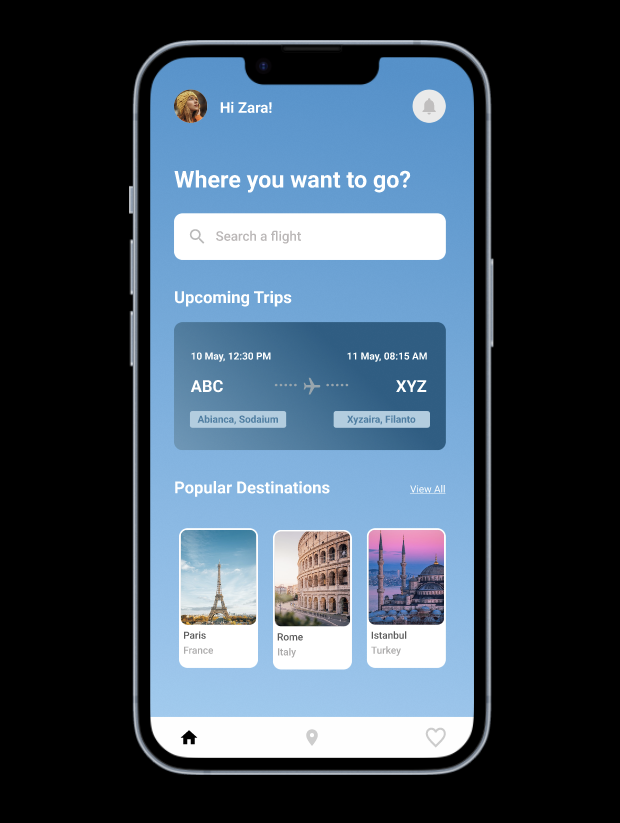 Hi Zara!
Where you want to go?
Search a flight
Upcoming Trips
10 May, 12:30 PM
11 May, 08:15 AM
ABC
XYZ
Abianca, Sodaium
Xyzaira, Filanto
Popular Destinations
View All
Paris
France
Rome
Italy
Istanbul
Turkey